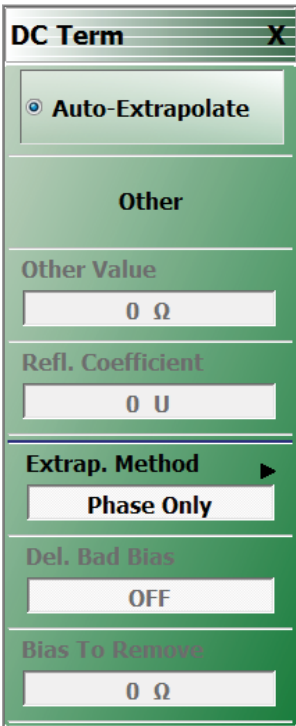 DC Term X
Auto-Extrapolate
Other
Other Value
0 Ω
Refl. Coefficient
0 U
Extrap. Method
Phase Only
Del. Bad Bias
OFF
Bias To Remove
0 Ω